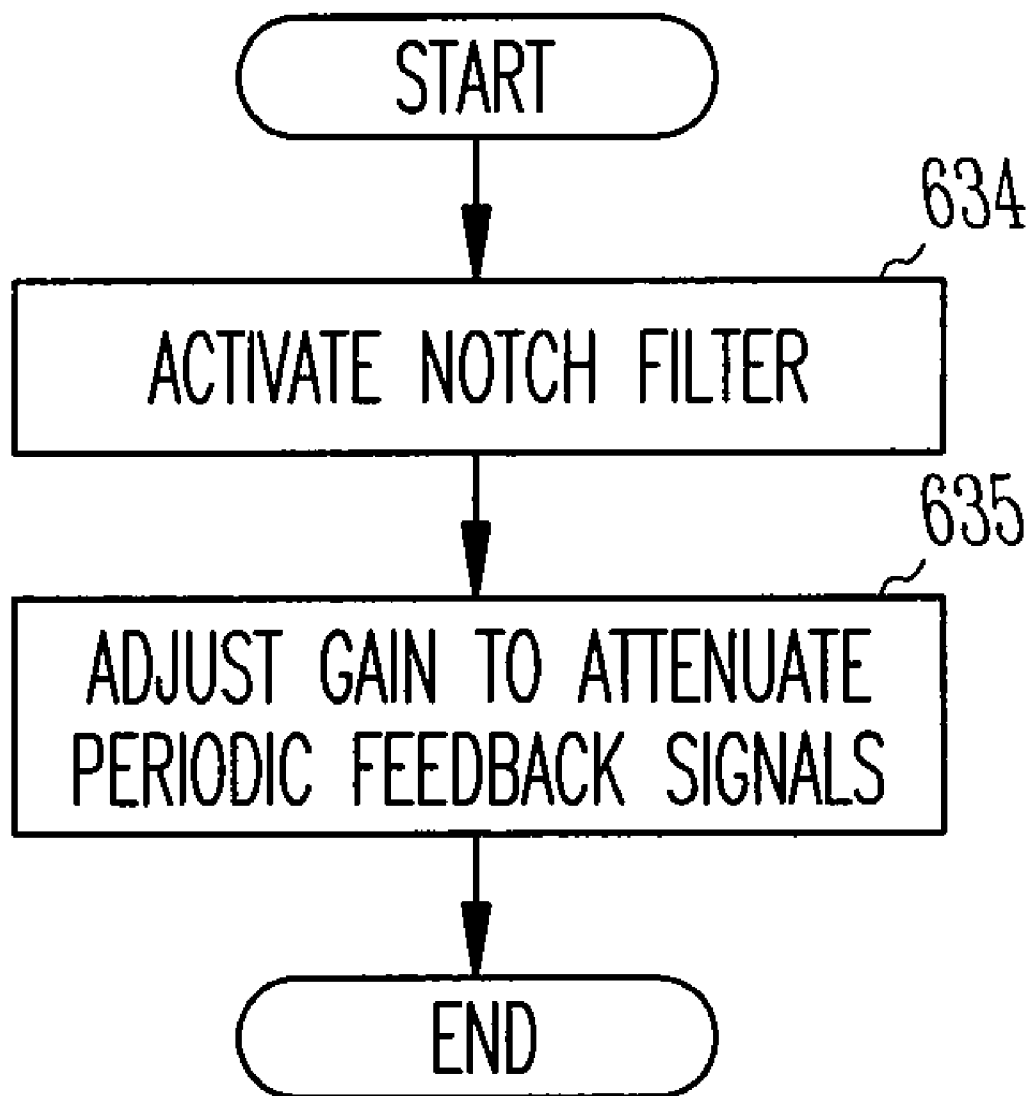 START
634
ACTIVATE NOTCH FILTER
635
ADJUST GAIN TO ATTENUATE
PERIODIC FEEDBACK SIGNALS
END